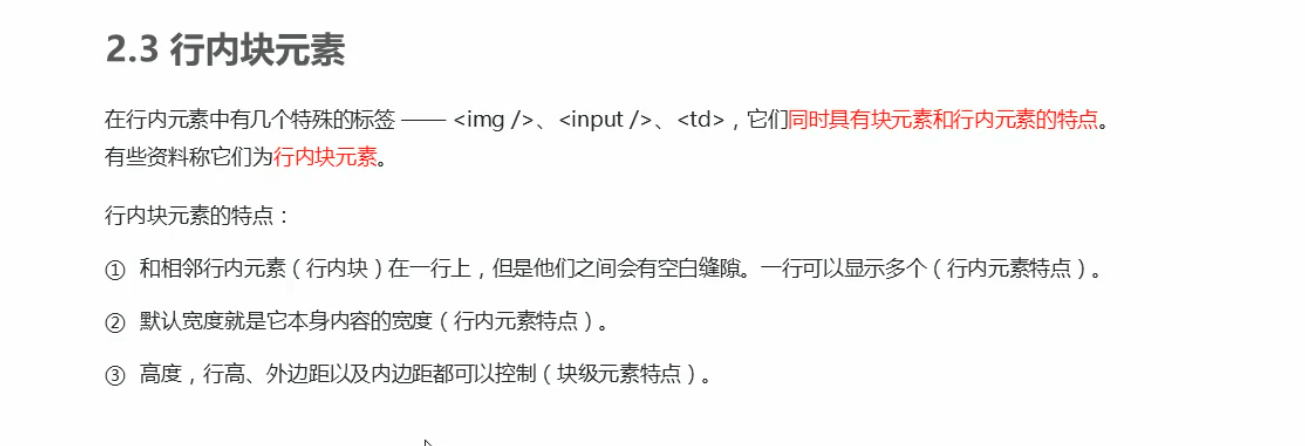 2.3 行内块元素
在行内元素中有几个特殊的标签 —— <img />、<input />、<td>，它们同时具有块元素和行内元素的特点。
有些资料称它们为行内块元素。
行内块元素的特点：
① 和相邻行内元素（行内块）在一行上，但是他们之间会有空白缝隙。一行可以显示多个（行内元素特点）。
② 默认宽度就是它本身内容的宽度（行内元素特点）。
③ 高度，行高、外边距以及内边距都可以控制（块级元素特点）。